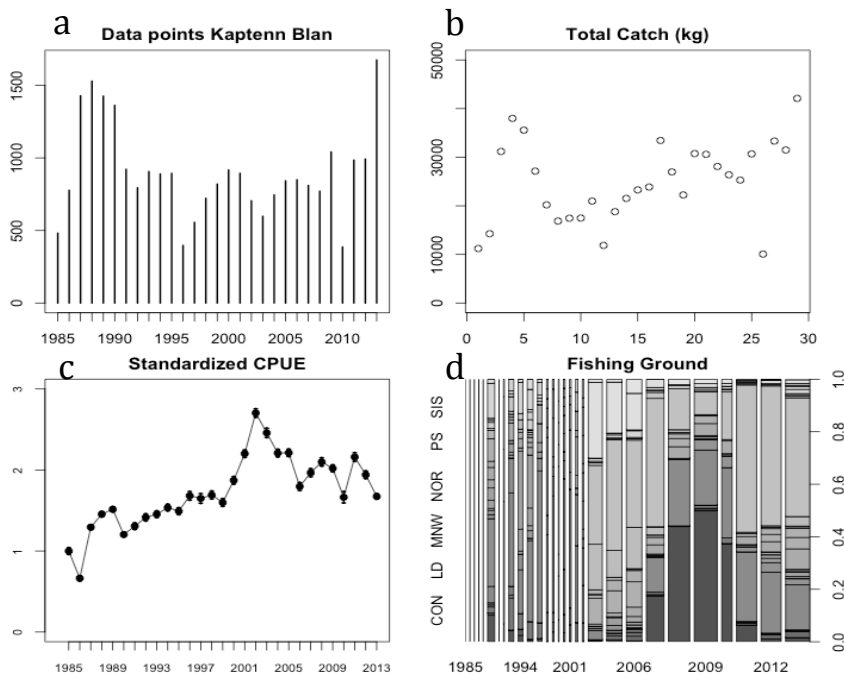 a
Data points Kaptenn Blan
0 500 1000 1500
1985 1990 1995 2000 2005 2010
b
Total Catch (kg)
0 10000 30000 50000
0 5 10 15 20 25 30
c
Standardized CPUE
0 1 2 3
1985 1989 1993 1997 2001 2005 2009 2013
d
Fishing Ground
CON LD MNW NOR PS SIS
0.0 0.2 0.4 0.6 0.8 1.0
1985 1994 2001 2006 2009 2012